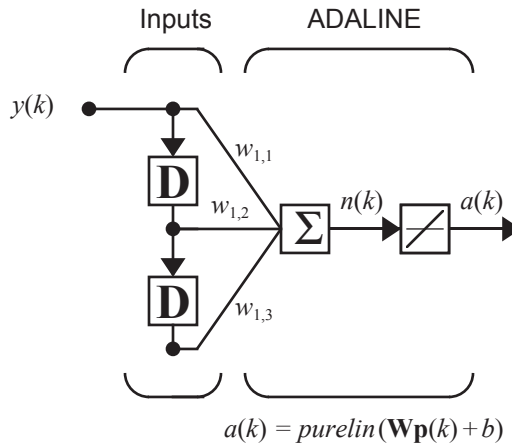 Inputs ADALINE
y(k)
w1,1
D
w1,2
Σ
n(k)
a(k)
D
w1,3
a(k) = purelin(Wp(k) + b)